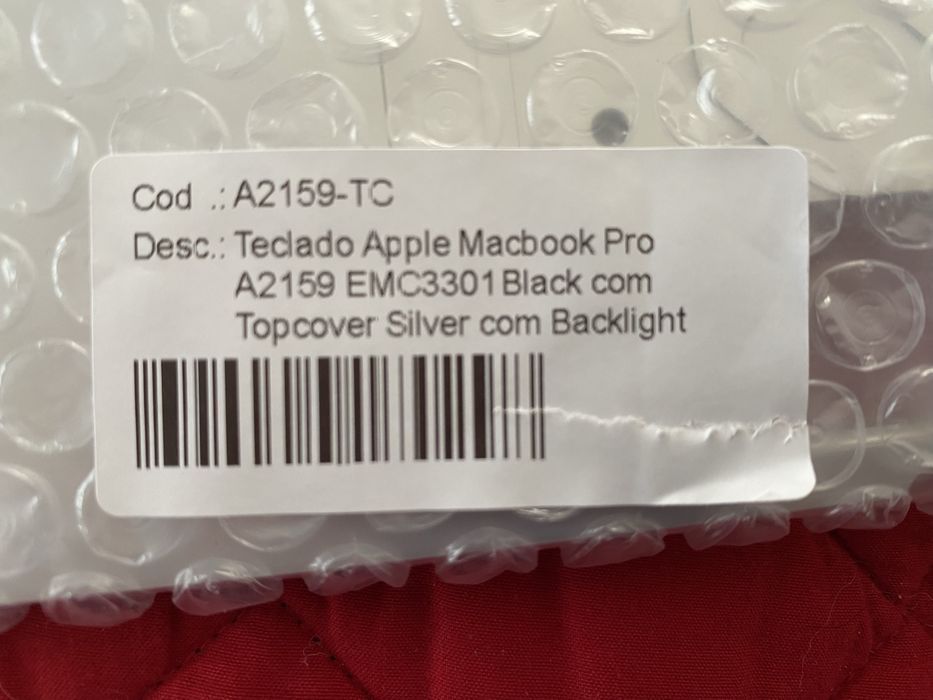 Cod .: A2159-TC
Desc.: Teclado Apple Macbook Pro
A2159 EMC3301 Black com
Topcover Silver com Backlight